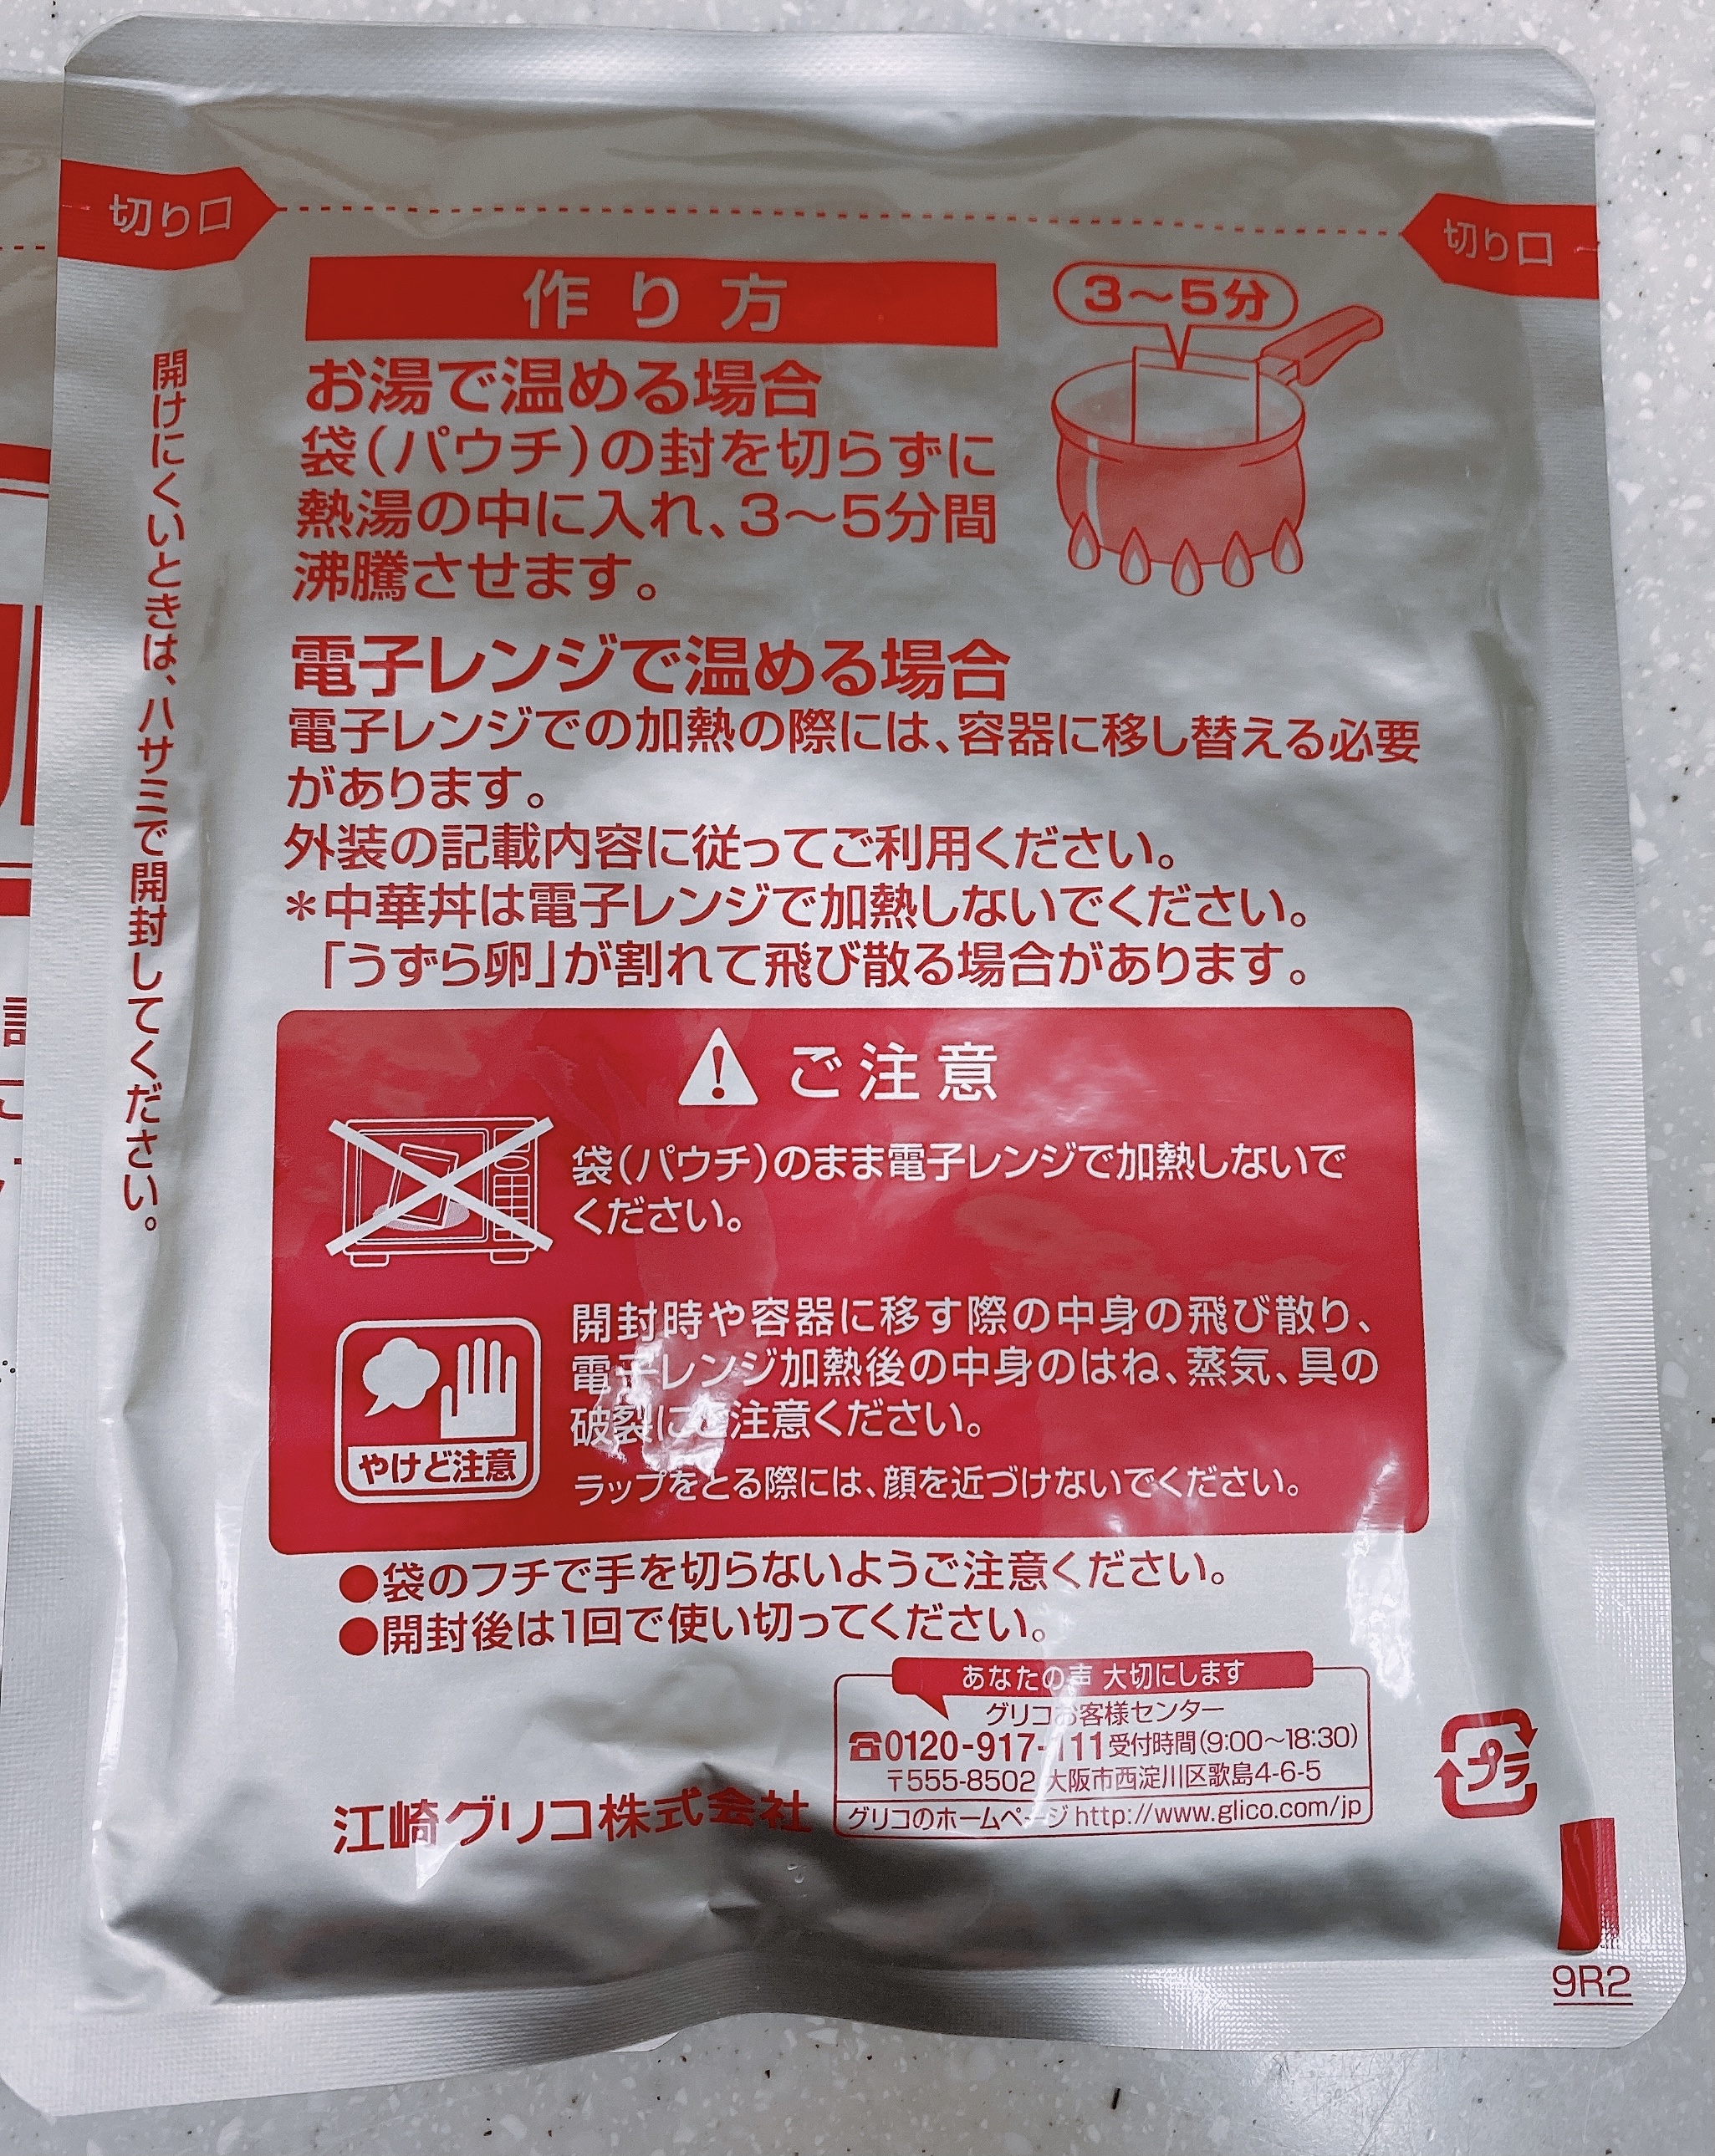 切り口
切り口
作り方
3〜5分
お湯で温める場合
袋(パウチ)の封を切らずに
熱湯の中に入れ、3〜5分間
沸騰させます。
電子レンジで温める場合
電子レンジでの加熱の際には、容器に移し替える必要
があります。
外装の記載内容に従ってご利用ください。
*中華丼は電子レンジで加熱しないでください。
「うずら卵」が割れて飛び散る場合があります。
開けにくいときは、ハサミで開封してください。
ご注意
袋(パウチ)のまま電子レンジで加熱しないで
ください。
開封時や容器に移す際の中身の飛び散り、
電子レンジ加熱後の中身のはね、蒸気、具の
破裂にご注意ください。
やけど注意
ラップをとる際には、顔を近づけないでください。
●袋のフチで手を切らないようご注意ください。
●開封後は1回で使い切ってください。
あなたの声 大切にします
グリコお客様センター
☎0120-917-111受付時間(9:00〜18:30)
〒555-8502 大阪市西淀川区歌島4-6-5
グリコのホームページ http://www.glico.com/jp
江崎グリコ株式会社
プラ
9R2